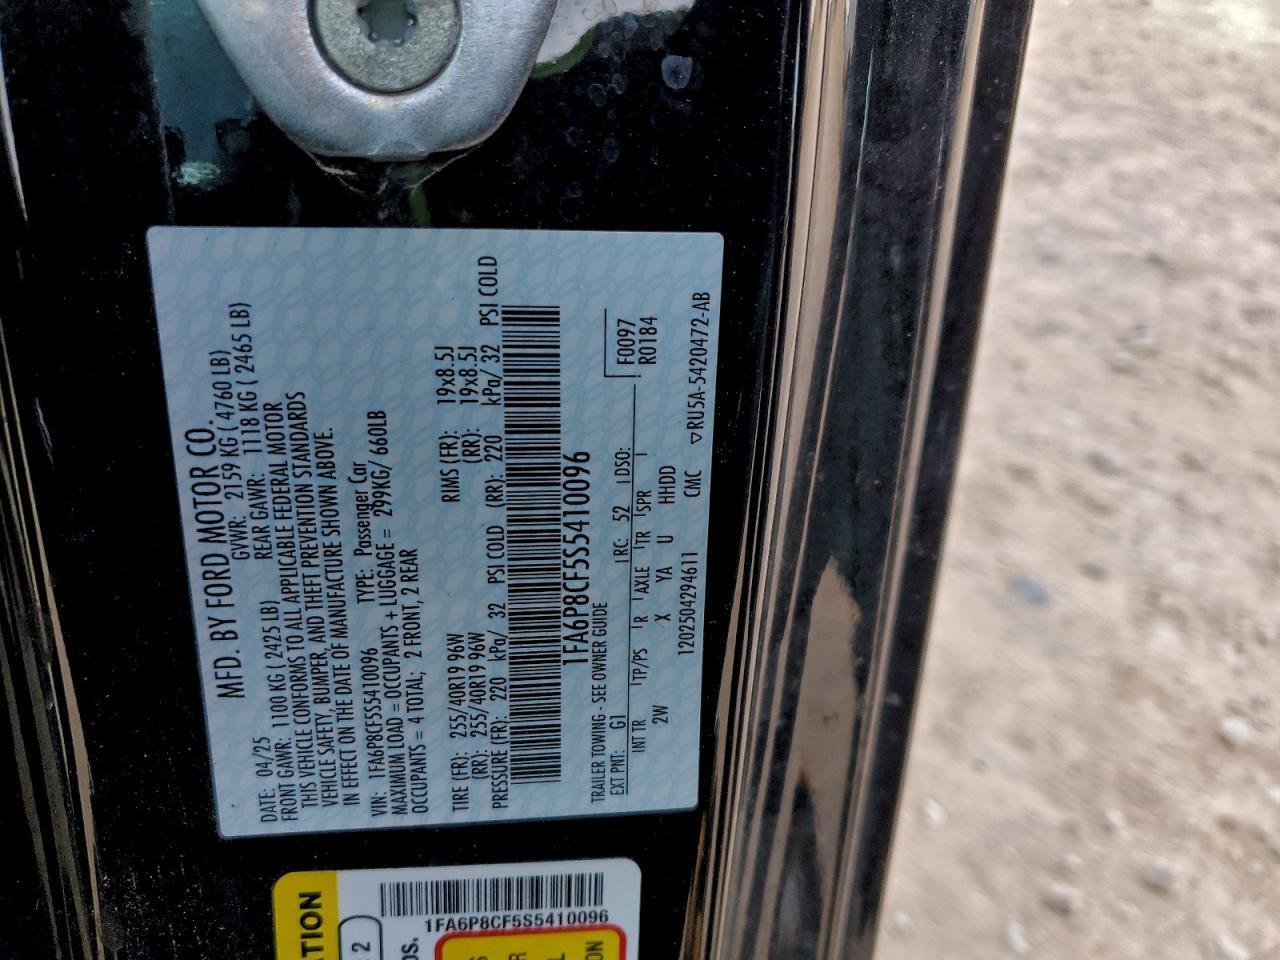 MFD. BY FORD MOTOR CO.
DATE: 04/25 GVWR: 2159 KG ( 4760 LB)
FRONT GAWR: 1100 KG ( 2425 LB) REAR GAWR: 1118 KG ( 2465 LB)
THIS VEHICLE CONFORMS TO ALL APPLICABLE FEDERAL MOTOR
VEHICLE SAFETY, BUMPER, AND THEFT PREVENTION STANDARDS
IN EFFECT ON THE DATE OF MANUFACTURE SHOWN ABOVE.
VIN: 1FA6P8CF5S5410096 TYPE: Passenger Car
MAXIMUM LOAD = OCCUPANTS + LUGGAGE = 299KG/ 660LB
OCCUPANTS = 4 TOTAL; 2 FRONT, 2 REAR
TIRE (FR): 255/40R19 96W RIMS (FR): 19x8.5J
(RR): 255/40R19 96W (RR): 19x8.5J
PRESSURE (FR): 220 kPa/ 32 PSI COLD (RR): 220 kPa/ 32 PSI COLD
1FA6P8CF5S5410096
TRAILER TOWING - SEE OWNER GUIDE
EXT PNT: G1 RC: 52 DSO: F0097
INT TR TP/PS R AXLE TR SPR R0184
2W X YA U HHDD
1202504294611 CMC ▽RU5A-5420472-AB
1FA6P8CF5S5410096